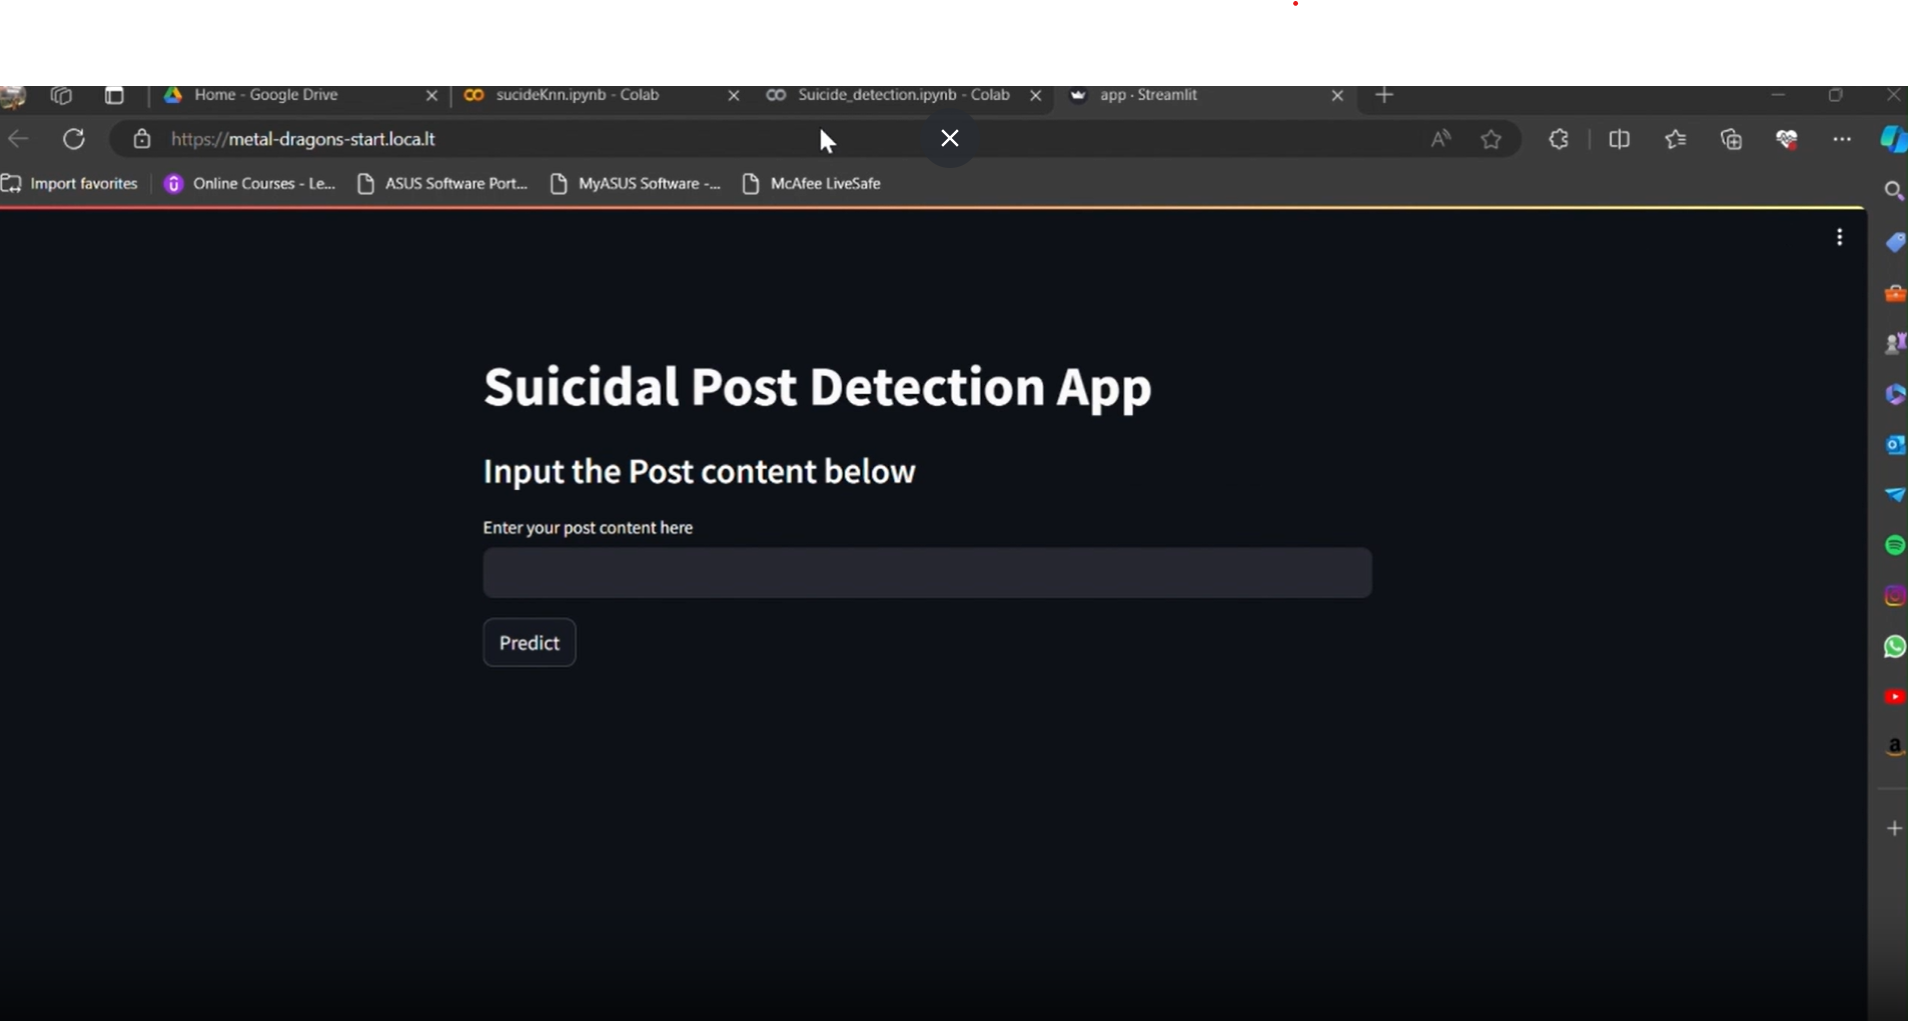 Home - Google Drive
sucideKnn.ipynb - Colab
Suicide_detection.ipynb - Colab
app · Streamlit
https://metal-dragons-start.loca.lt
Import favorites
Online Courses - Le...
ASUS Software Port...
MyASUS Software -...
McAfee LiveSafe
Suicidal Post Detection App
Input the Post content below
Enter your post content here
Predict